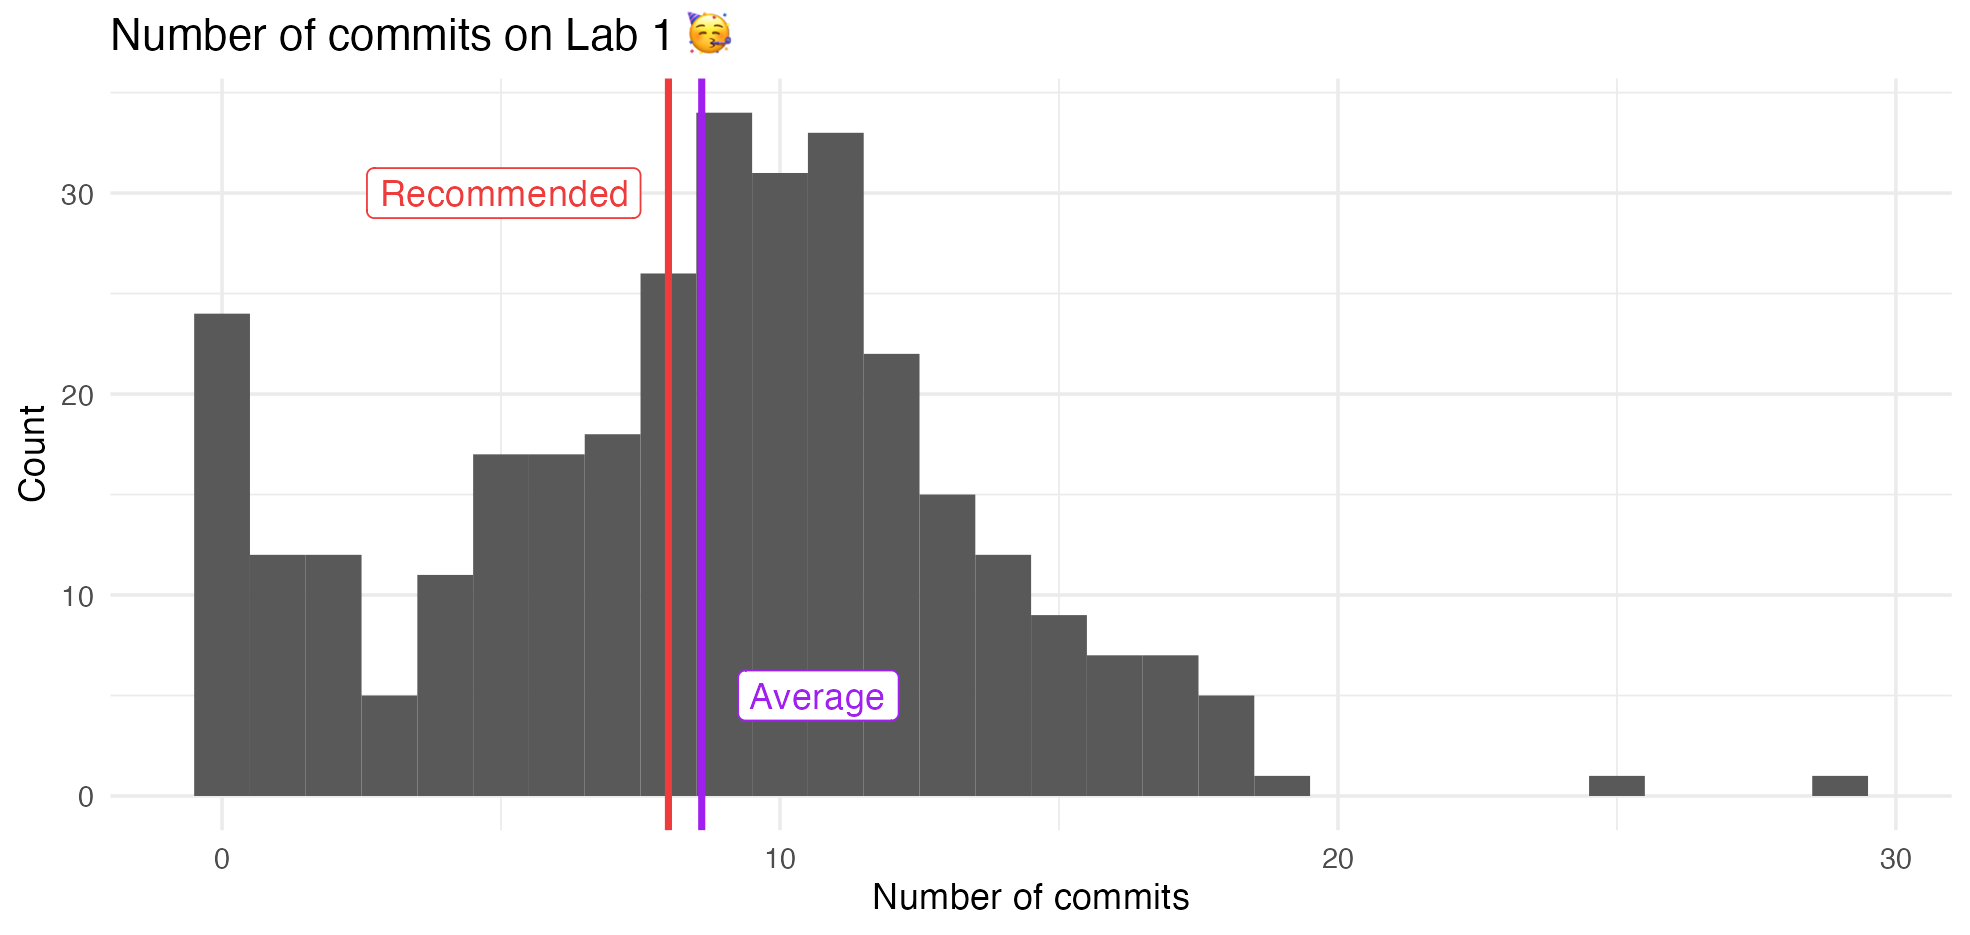 Number of commits on Lab 1 🥳
Recommended
Average
30
20
10
0
Count
0 10 20 30
Number of commits